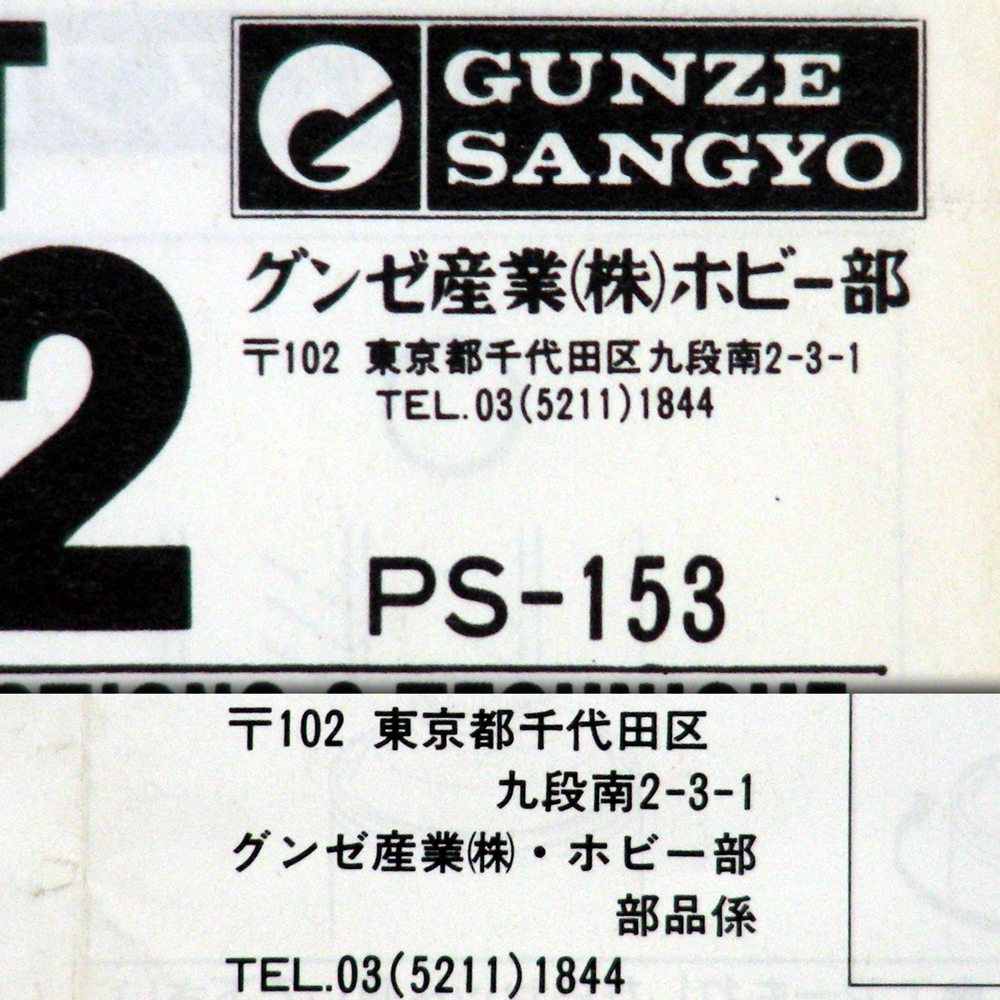 GUNZE
SANGYO
グンゼ産業(株)ホビー部
〒102 東京都千代田区九段南2-3-1
TEL.03(5211)1844
2
PS-153
〒102 東京都千代田区
九段南2-3-1
グンゼ産業㈱・ホビー部
部品係
TEL.03(5211)1844